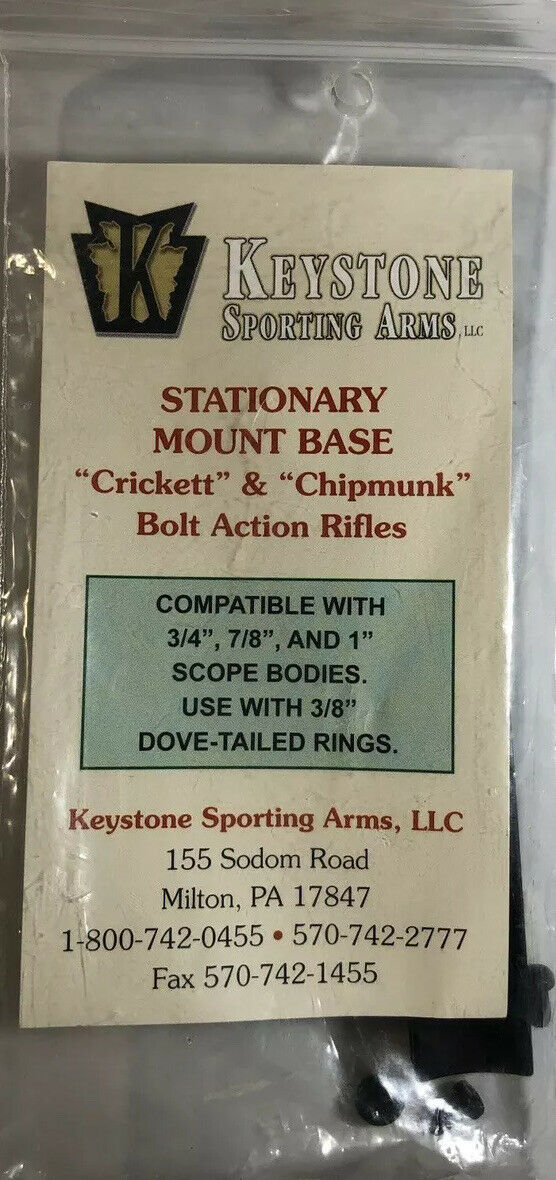 K
KEYSTONE
SPORTING ARMS, LLC
STATIONARY
MOUNT BASE
“Crickett” & “Chipmunk”
Bolt Action Rifles
COMPATIBLE WITH
3/4”, 7/8”, AND 1”
SCOPE BODIES.
USE WITH 3/8”
DOVE-TAILED RINGS.
Keystone Sporting Arms, LLC
155 Sodom Road
Milton, PA 17847
1-800-742-0455 • 570-742-2777
Fax 570-742-1455